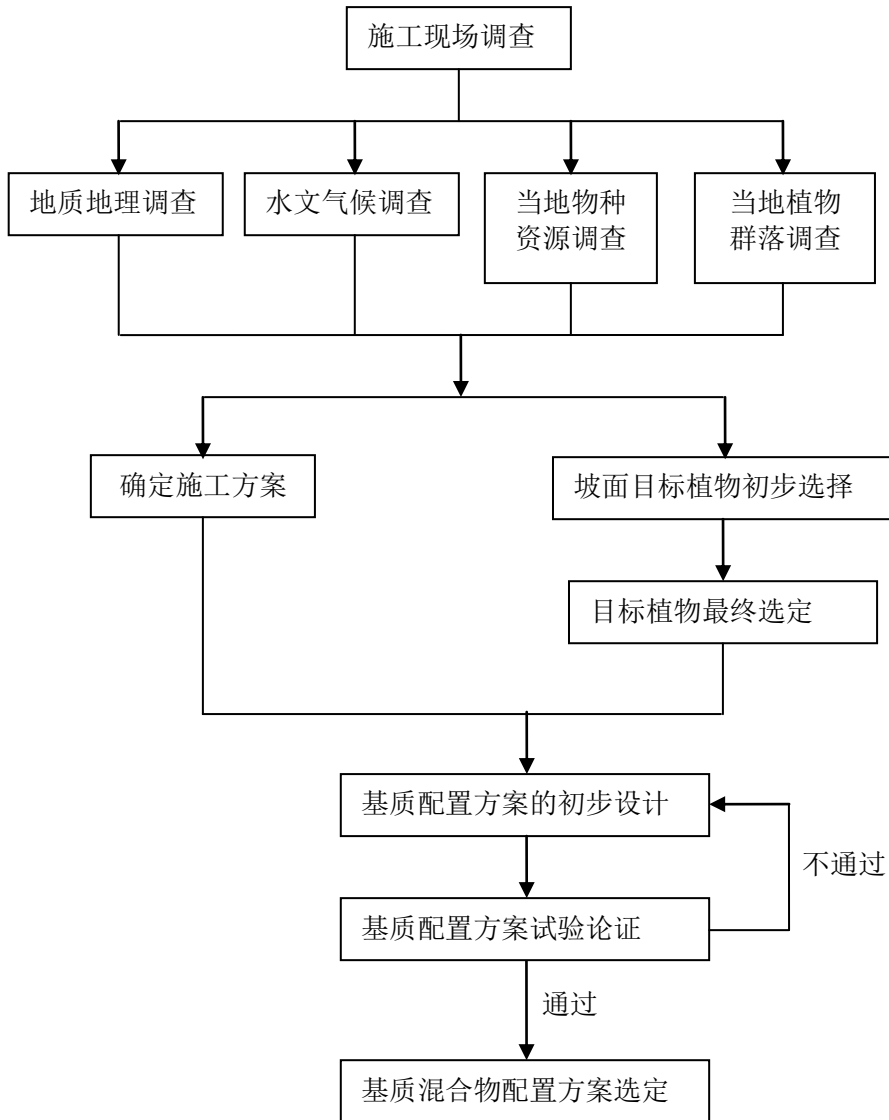 施工现场调查
地质地理调查
水文气候调查
当地物种
资源调查
当地植物
群落调查
确定施工方案
坡面目标植物初步选择
目标植物最终选定
基质配置方案的初步设计
不通过
基质配置方案试验论证
通过
基质混合物配置方案选定